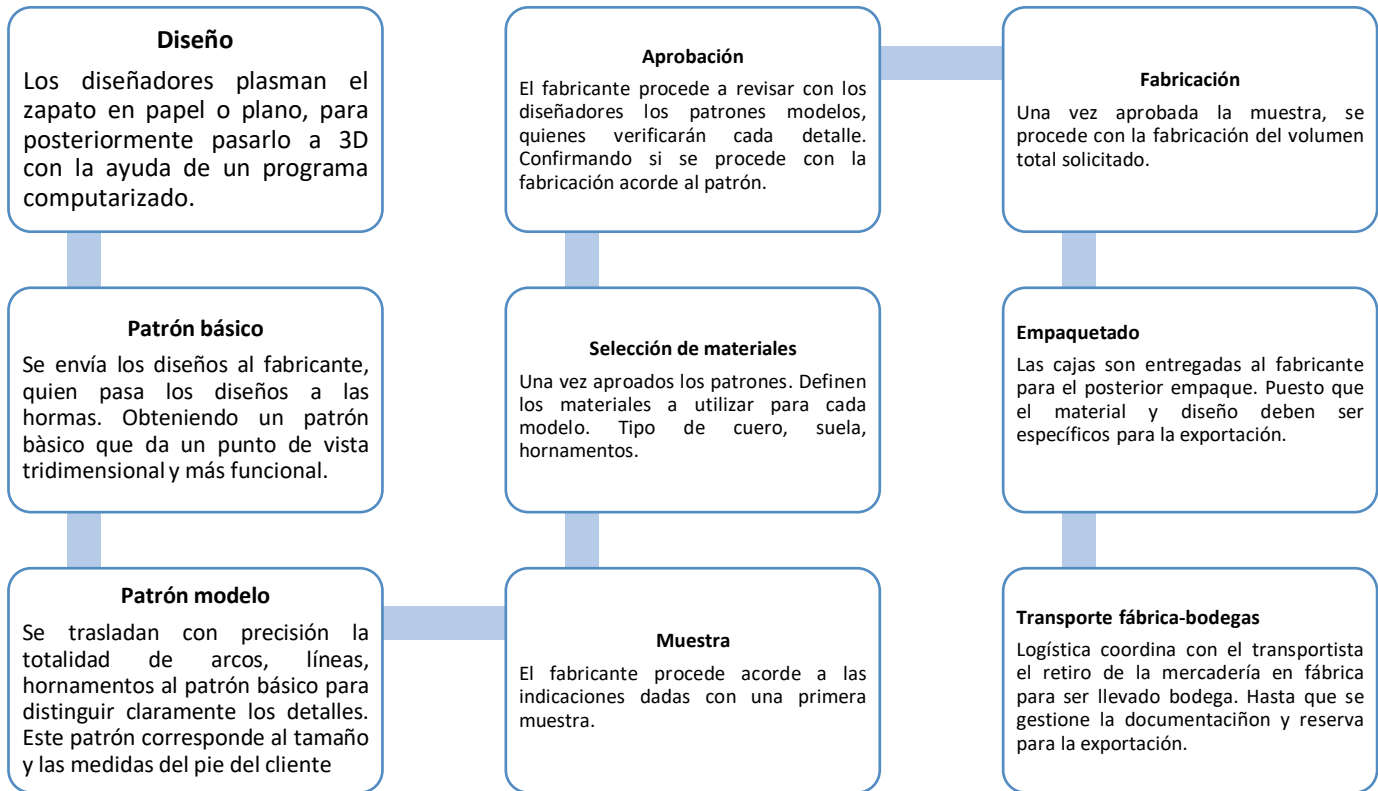 Diseño
Los diseñadores plasman el
zapato en papel o plano, para
posteriormente pasarlo a 3D
con la ayuda de un programa
computarizado.
Patrón básico
Se envía los diseños al fabricante,
quien pasa los diseños a las
hormas. Obteniendo un patrón
bàsico que da un punto de vista
tridimensional y más funcional.
Patrón modelo
Se trasladan con precisión la
totalidad de arcos, líneas,
hornamentos al patrón básico para
distinguir claramente los detalles.
Este patrón corresponde al tamaño
y las medidas del pie del cliente
Muestra
El fabricante procede acorde a las
indicaciones dadas con una primera
muestra.
Selección de materiales
Una vez aproados los patrones. Definen
los materiales a utilizar para cada
modelo. Tipo de cuero, suela,
hornamentos.
Aprobación
El fabricante procede a revisar con los
diseñadores los patrones modelos,
quienes verificarán cada detalle.
Confirmando si se procede con la
fabricación acorde al patrón.
Fabricación
Una vez aprobada la muestra, se
procede con la fabricación del volumen
total solicitado.
Empaquetado
Las cajas son entregadas al fabricante
para el posterior empaque. Puesto que
el material y diseño deben ser
específicos para la exportación.
Transporte fábrica-bodegas
Logística coordina con el transportista
el retiro de la mercadería en fábrica
para ser llevado bodega. Hasta que se
gestione la documentaciñon y reserva
para la exportación.